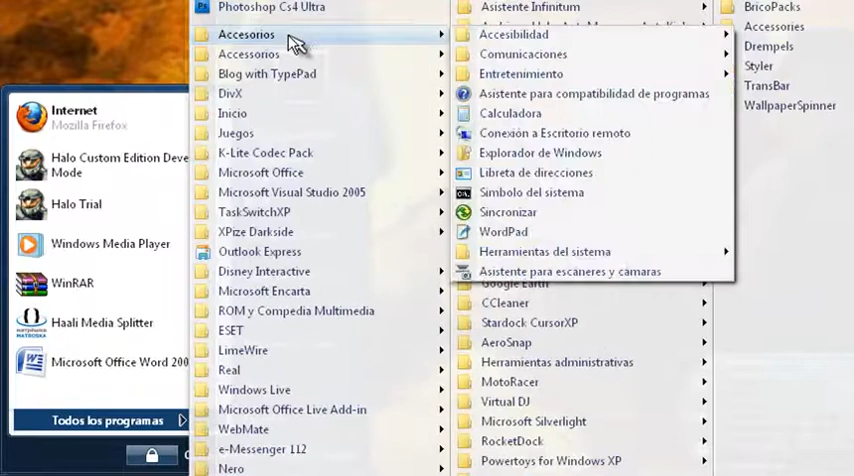 Internet
Mozilla Firefox
Halo Custom Edition Deve
Mode
Halo Trial
Windows Media Player
WinRAR
Haali Media Splitter
Microsoft Office Word 200
Todos los programas
Photoshop Cs4 Ultra
Accesorios
Accessorios
Blog with TypePad
DivX
Inicio
Juegos
K-Lite Codec Pack
Microsoft Office
Microsoft Visual Studio 2005
TaskSwitchXP
XPize Darkside
Outlook Express
Disney Interactive
Microsoft Encarta
ROM y Compedia Multimedia
ESET
LimeWire
Real
Windows Live
Microsoft Office Live Add-in
WebMate
e-Messenger 112
Nero
Asistente Infinitum
Accesibilidad
Comunicaciones
Entretenimiento
Asistente para compatibilidad de programas
Calculadora
Conexión a Escritorio remoto
Explorador de Windows
Libreta de direcciones
Símbolo del sistema
Sincronizar
WordPad
Herramientas del sistema
Asistente para escáneres y cámaras
Google Earth
CCleaner
Stardock CursorXP
AeroSnap
Herramientas administrativas
MotoRacer
Virtual DJ
Microsoft Silverlight
RocketDock
Powertoys for Windows XP
BricoPacks
Accessories
Drempels
Styler
TransBar
WallpaperSpinner